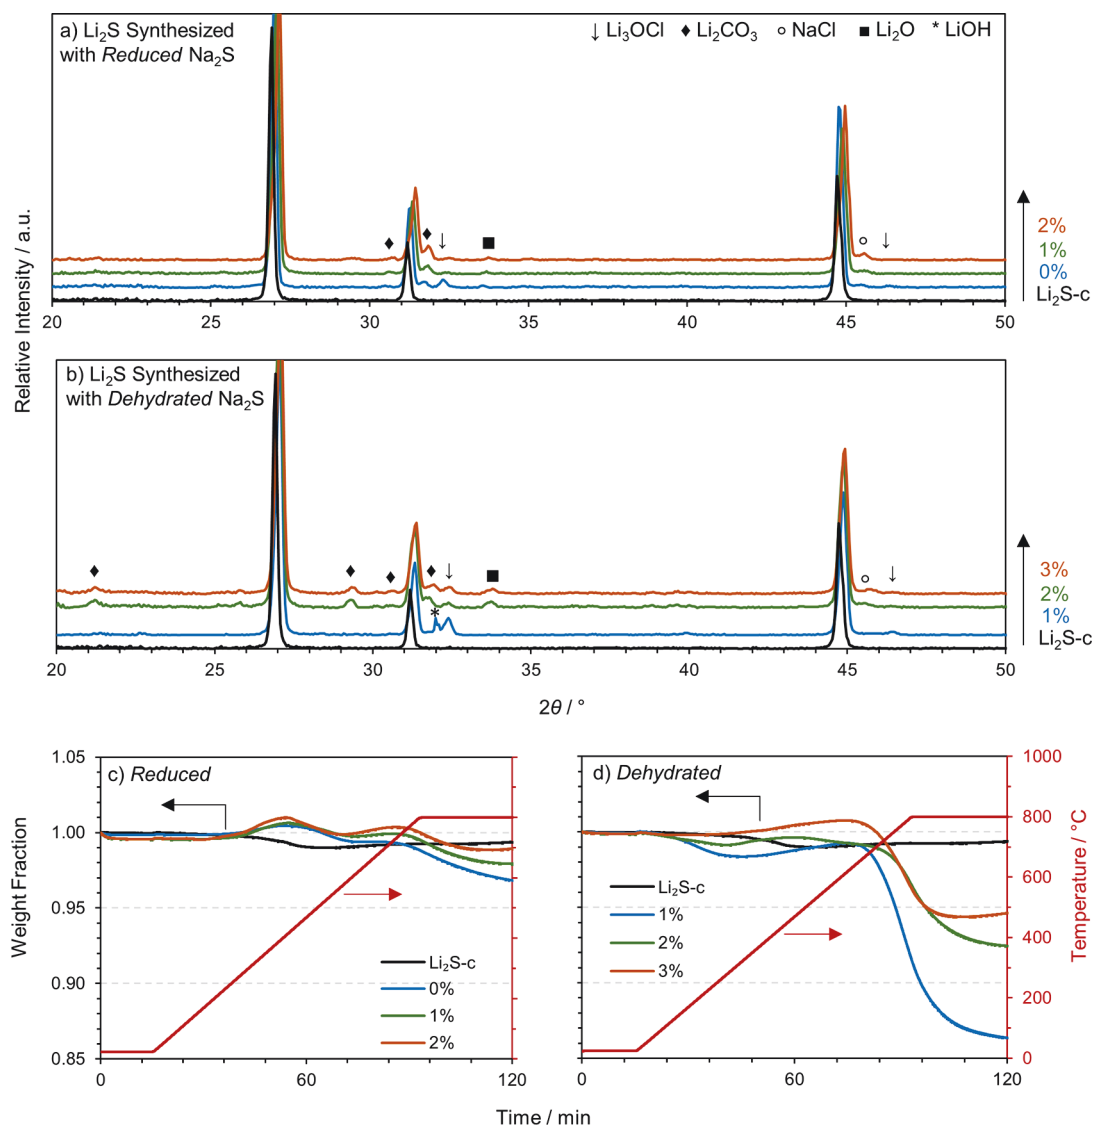 a) Li₂S Synthesized
with Reduced Na₂S
↓ Li₃OCl ♦ Li₂CO₃ ○ NaCl ■ Li₂O * LiOH
♦ ♦ ↓ ■ ○ ↓
2%
1%
0%
Li₂S-c
20 25 30 35 40 45 50
Relative Intensity / a.u.
b) Li₂S Synthesized
with Dehydrated Na₂S
♦ ♦ ♦ ♦ ↓ ■ ○ ↓
*
3%
2%
1%
Li₂S-c
20 25 30 35 40 45 50
2θ / °
c) Reduced
1.05
1.00
0.95
0.90
0.85
Weight Fraction
Li₂S-c
0%
1%
2%
0 60 120
d) Dehydrated
Li₂S-c
1%
2%
3%
1000
800
600
400
200
0
Temperature / °C
0 60 120
Time / min